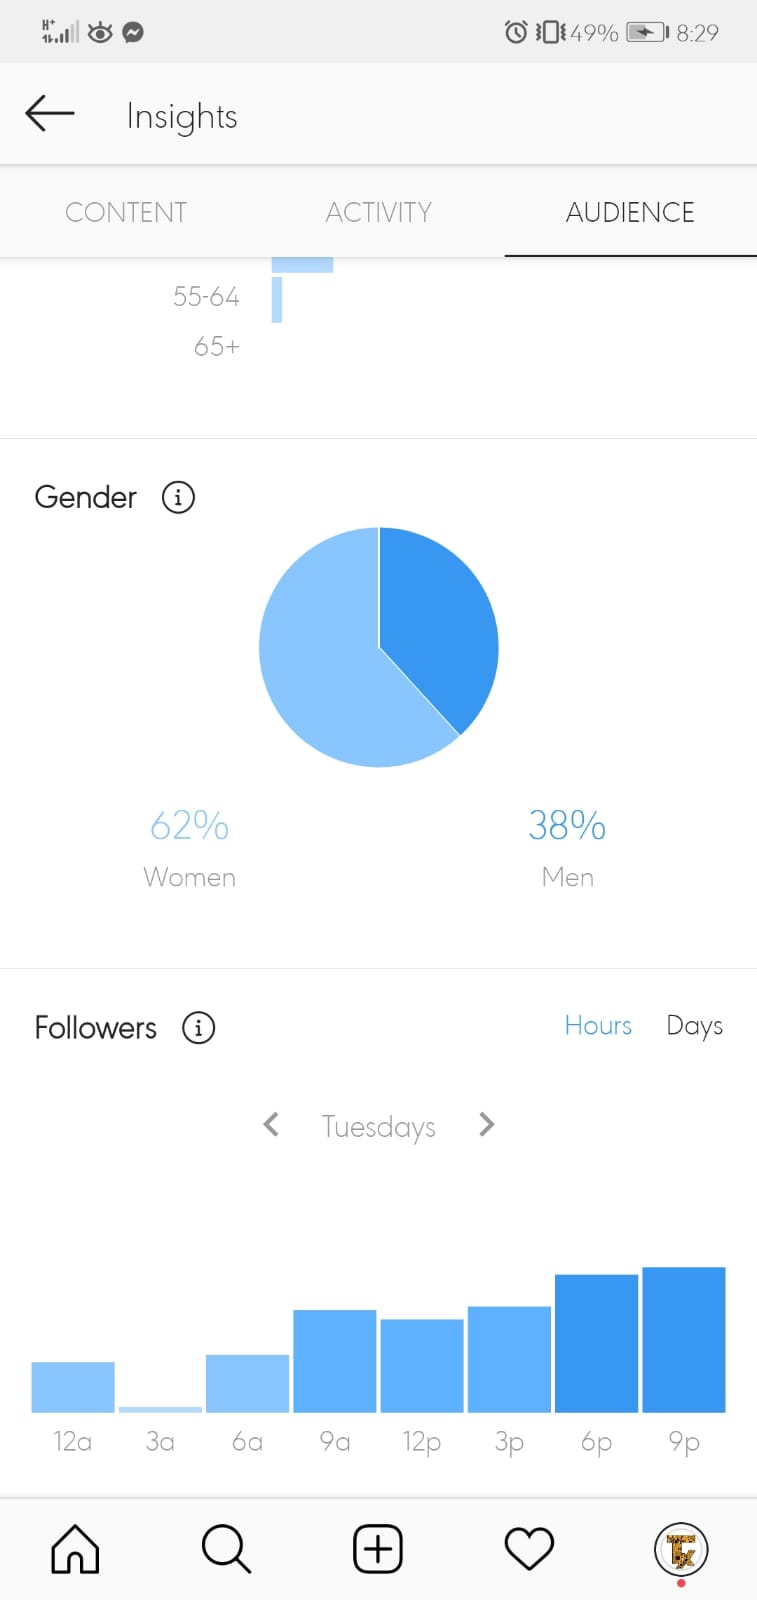 H+ 49% 8:29
Insights
CONTENT ACTIVITY AUDIENCE
55-64
65+
Gender
62% 38%
Women Men
Followers Hours Days
Tuesdays
12a 3a 6a 9a 12p 3p 6p 9p